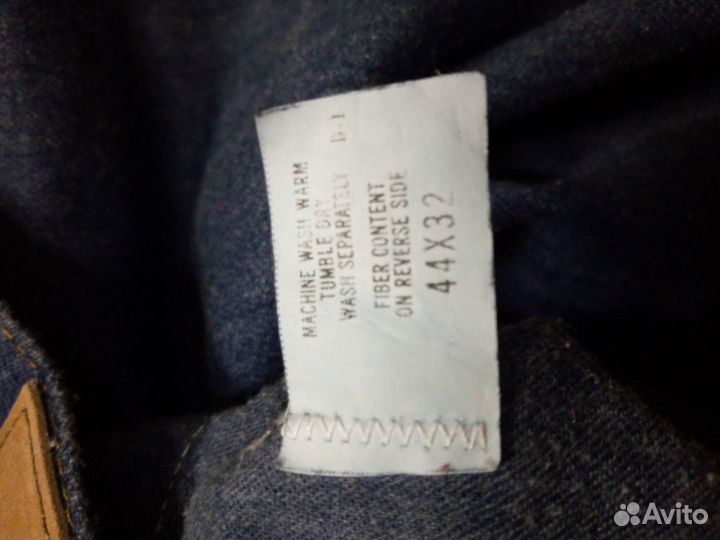 MACHINE WASH WARM
TUMBLE DRY
WASH SEPARATELY D-1
FIBER CONTENT
ON REVERSE SIDE
44X32
Avito